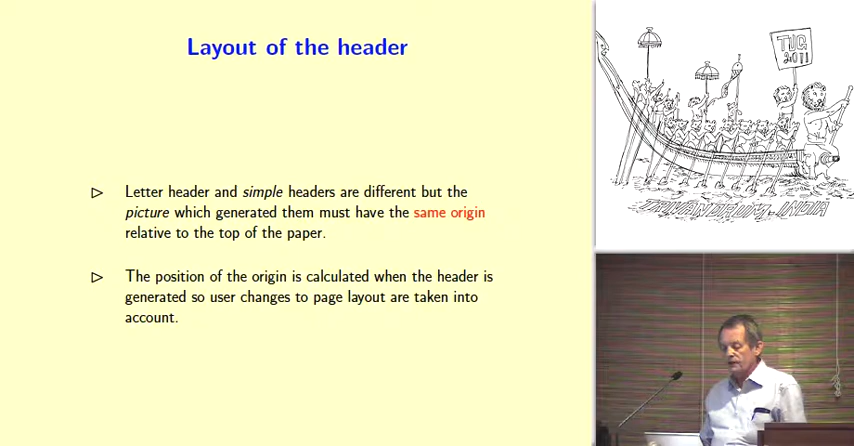 Layout of the header
Letter header and simple headers are different but the
picture which generated them must have the same origin
relative to the top of the paper.
The position of the origin is calculated when the header is
generated so user changes to page layout are taken into
account.
TUG
2011
TRIVANDRUM - INDIA